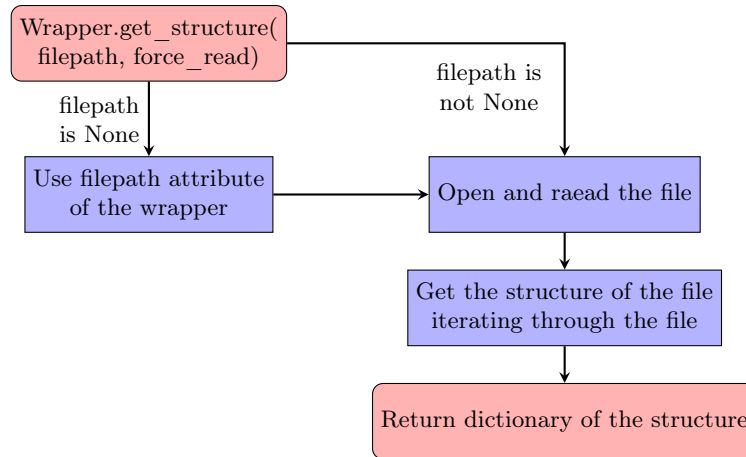 Wrapper.get_structure(
filepath, force_read)
filepath
is None
filepath is
not None
Use filepath attribute
of the wrapper
Open and raead the file
Get the structure of the file
iterating through the file
Return dictionary of the structure